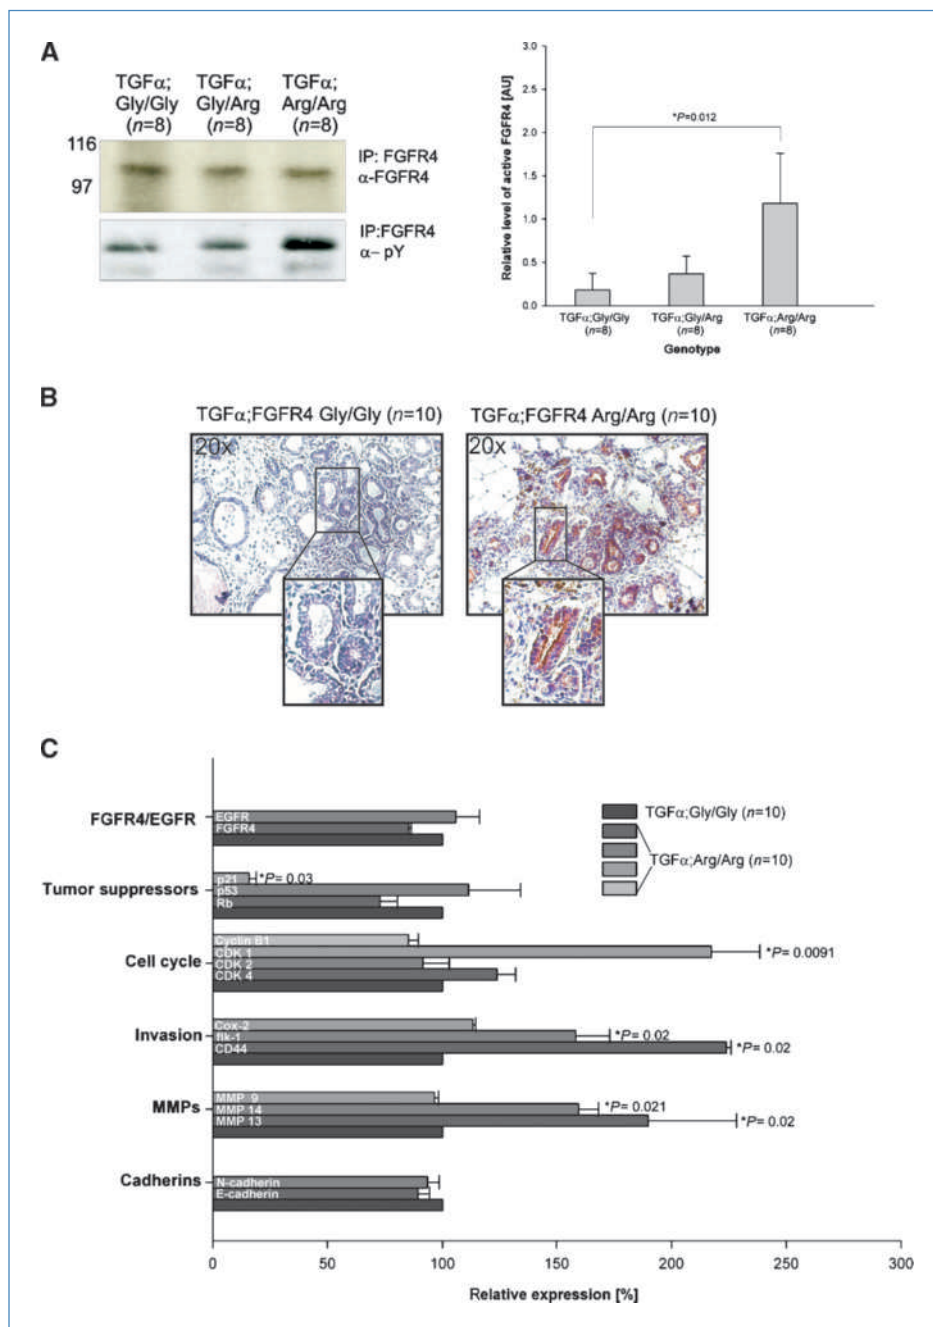 A
TGFα;
Gly/Gly
(n=8)
TGFα;
Gly/Arg
(n=8)
TGFα;
Arg/Arg
(n=8)
116
97
IP: FGFR4
α-FGFR4
IP:FGFR4
α– pY
Relative level of active FGFR4 [AU]
3.0
2.5
2.0
1.5
1.0
0.5
0.0
*P=0.012
TGFα;Gly/Gly
(n=8)
TGFα;Gly/Arg
(n=8)
TGFα;Arg/Arg
(n=8)
Genotype
B
TGFα;FGFR4 Gly/Gly (n=10)
TGFα;FGFR4 Arg/Arg (n=10)
20x
20x
C
FGFR4/EGFR
EGFR
FGFR4
Tumor suppressors
p21
*P= 0.03
p53
Rb
Cell cycle
Cyclin B1
CDK 1
*P= 0.0091
CDK 2
CDK 4
Invasion
Cox-2
flk-1
*P= 0.02
CD44
*P= 0.02
MMPs
MMP 9
MMP 14
*P= 0.021
MMP 13
*P= 0.02
Cadherins
N-cadherin
E-cadherin
TGFα;Gly/Gly (n=10)
TGFα;Arg/Arg (n=10)
0
50
100
150
200
250
300
Relative expression [%]